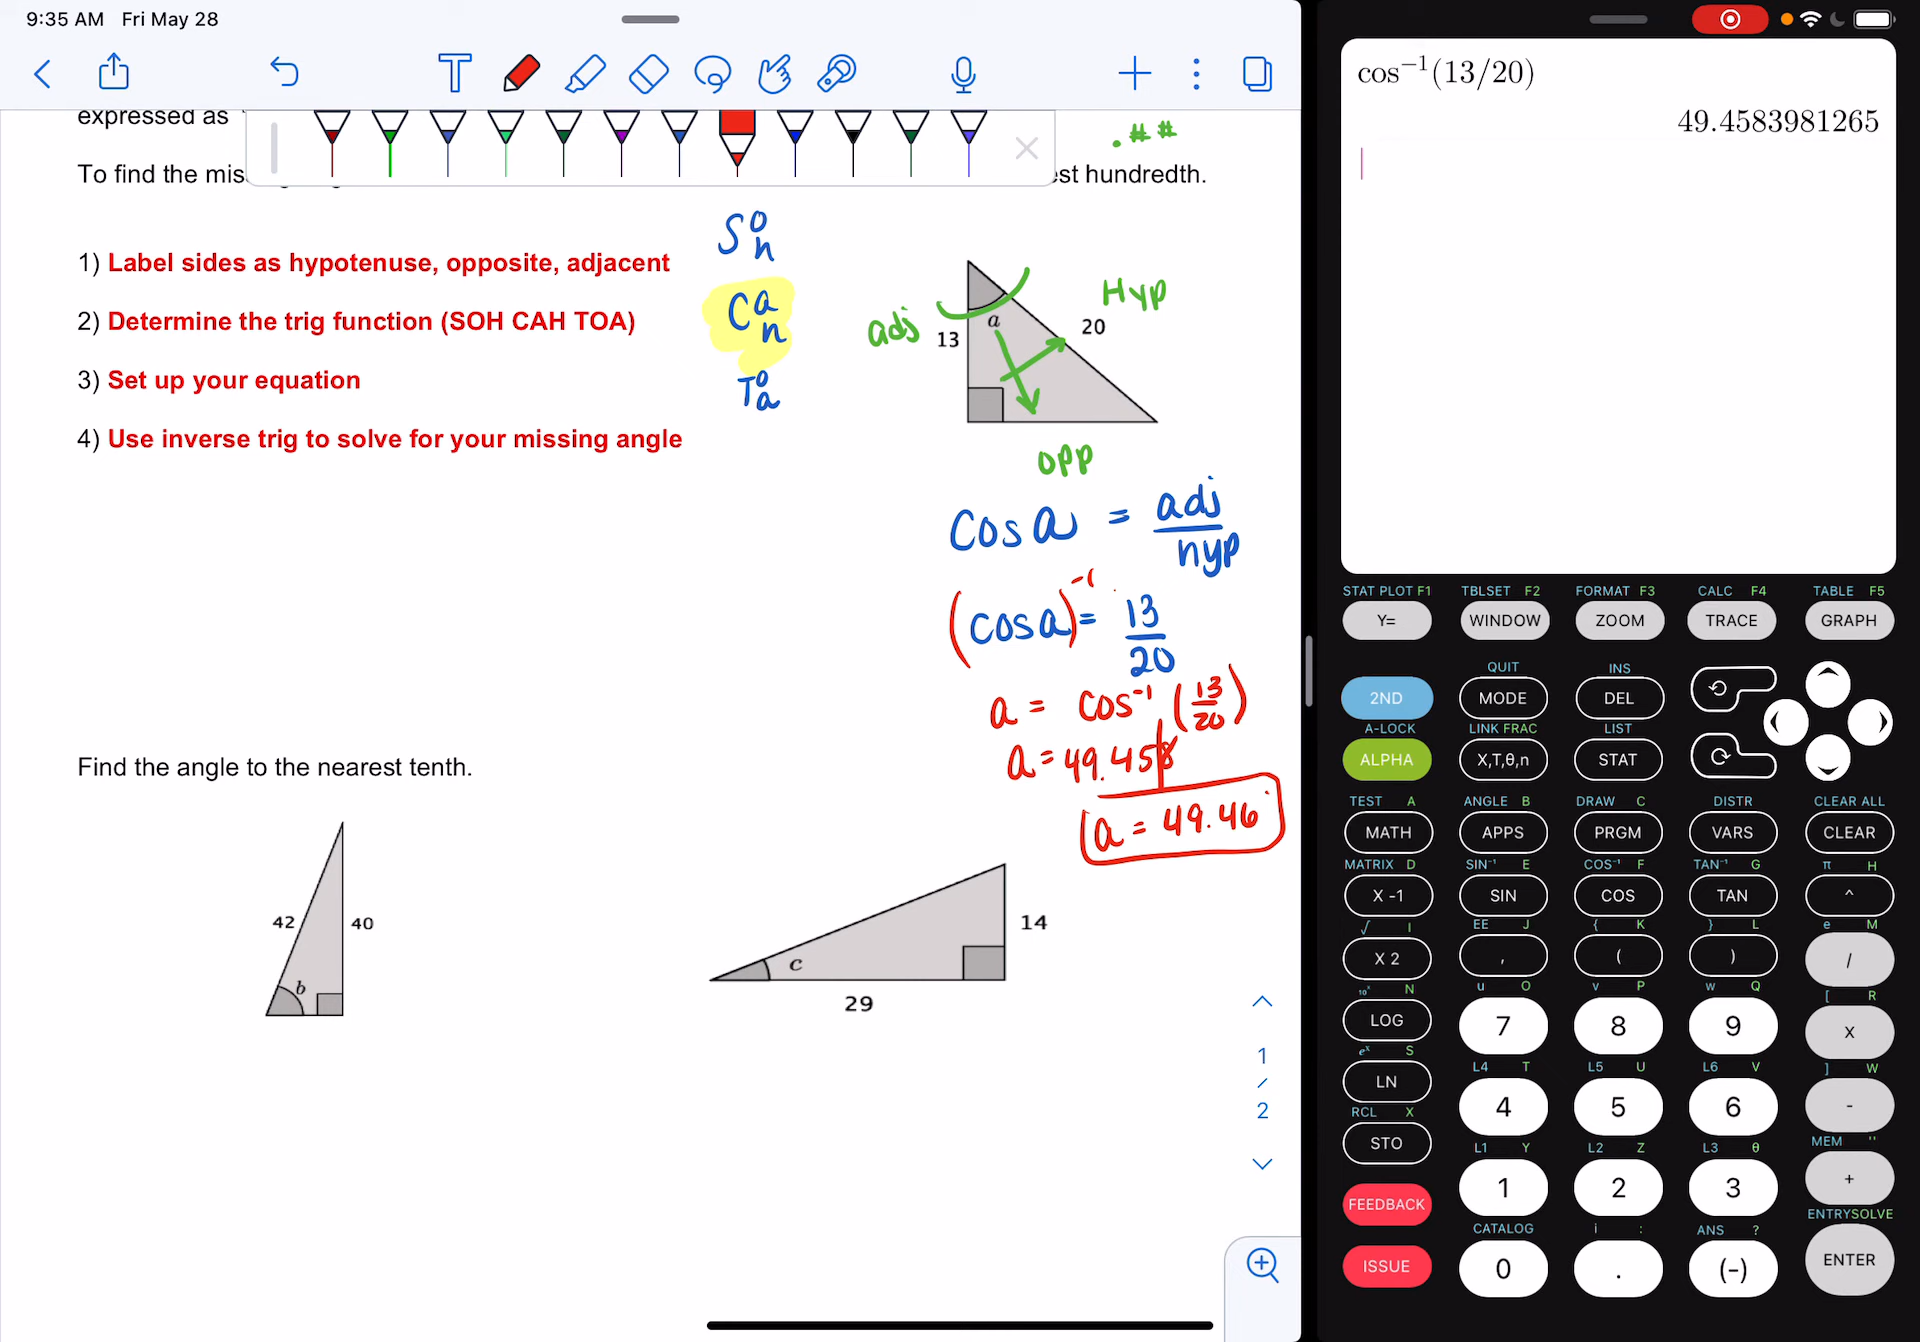 9:35 AM Fri May 28
expressed as
.##
To find the mis
est hundredth.
1) Label sides as hypotenuse, opposite, adjacent
2) Determine the trig function (SOH CAH TOA)
3) Set up your equation
4) Use inverse trig to solve for your missing angle
S o h
C a h
T o a
adj
13
a
20
Hyp
opp
cos a = adj/hyp
(cos a)⁻¹ = 13/20
a = cos⁻¹ (13/20)
a = 49.458
a = 49.46
Find the angle to the nearest tenth.
42
40
b
14
c
29
1
/
2
cos⁻¹(13/20)
49.4583981265
STAT PLOT F1 TBLSET F2 FORMAT F3 CALC F4 TABLE F5
Y= WINDOW ZOOM TRACE GRAPH
QUIT INS
2ND MODE DEL
A-LOCK LINK FRAC LIST
ALPHA X,T,θ,n STAT
TEST A ANGLE B DRAW C DISTR CLEAR ALL
MATH APPS PRGM VARS CLEAR
MATRIX D SIN⁻¹ E COS⁻¹ F TAN⁻¹ G π H
X -1 SIN COS TAN ^
√ I EE J { K } L e M
X 2 , ( ) /
10ˣ N u O v P w Q [ R
LOG 7 8 9 X
eˣ S L4 T L5 U L6 V ] W
LN 4 5 6 -
RCL X L1 Y L2 Z L3 θ MEM "
STO 1 2 3 +
FEEDBACK CATALOG i : ANS ? ENTRY SOLVE
ISSUE 0 . (-) ENTER